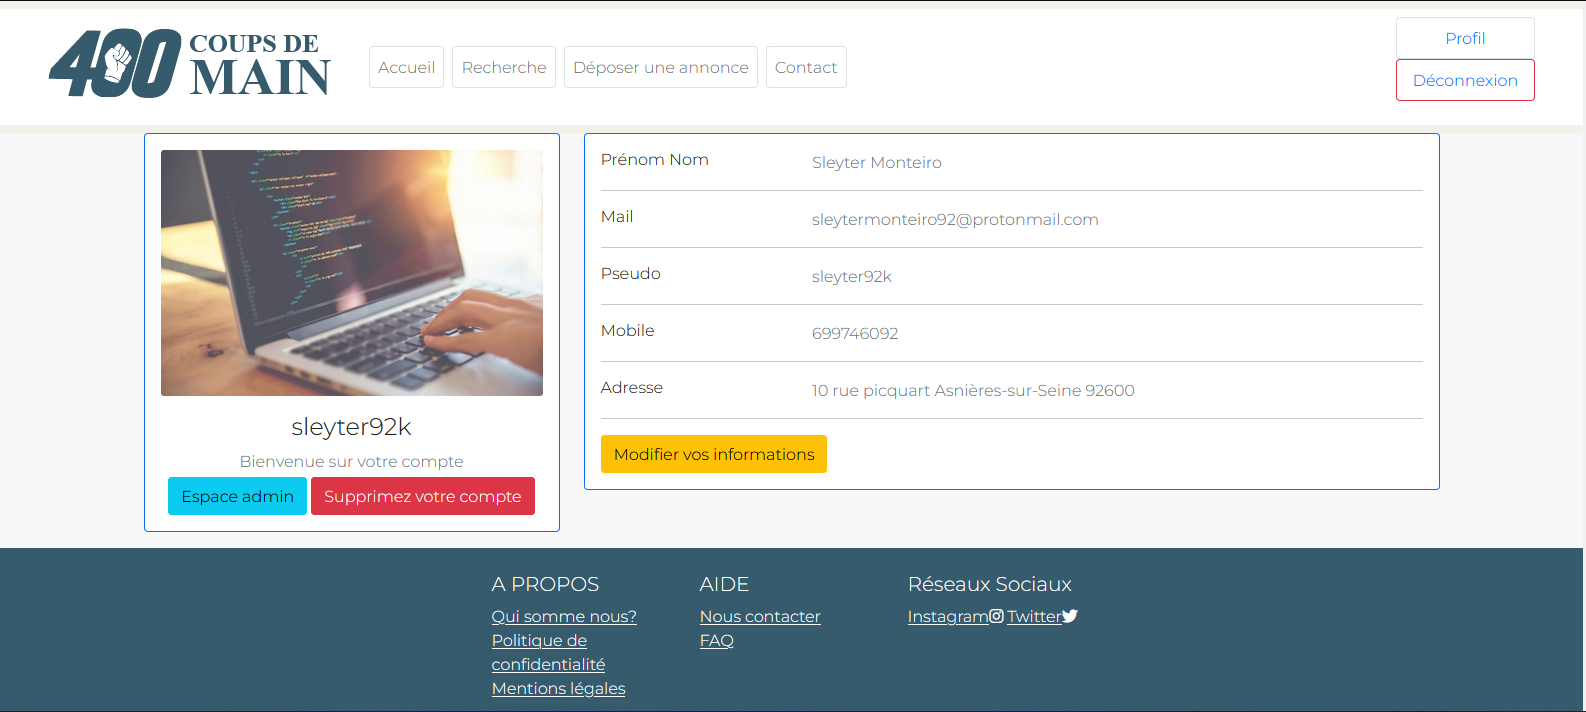 400 COUPS DE
MAIN
Accueil
Recherche
Déposer une annonce
Contact
Profil
Déconnexion
sleyter92k
Bienvenue sur votre compte
Espace admin
Supprimez votre compte
Prénom Nom
Sleyter Monteiro
Mail
sleytermonteiro92@protonmail.com
Pseudo
sleyter92k
Mobile
699746092
Adresse
10 rue picquart Asnières-sur-Seine 92600
Modifier vos informations
A PROPOS
Qui somme nous?
Politique de
confidentialité
Mentions légales
AIDE
Nous contacter
FAQ
Réseaux Sociaux
Instagram Twitter